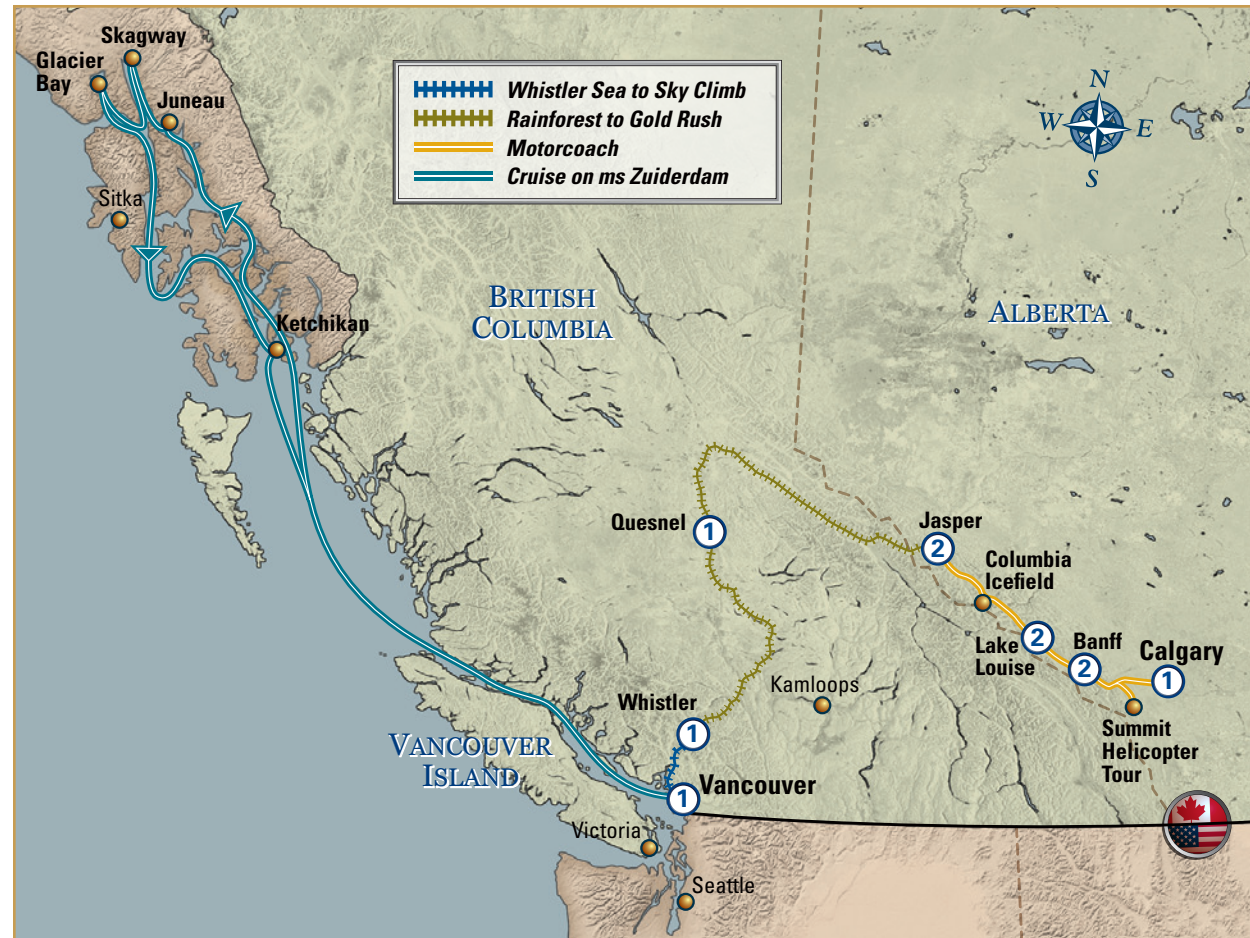 Skagway
Glacier
Bay
Juneau
Sitka
Ketchikan
Whistler Sea to Sky Climb
Rainforest to Gold Rush
Motorcoach
Cruise on ms Zuiderdam
N
W
E
S
BRITISH
COLUMBIA
ALBERTA
Quesnel
1
Jasper
2
Columbia
Icefield
Lake
Louise
2
Banff
2
Calgary
1
Summit
Helicopter
Tour
Kamloops
Whistler
1
VANCOUVER
ISLAND
Vancouver
1
Victoria
Seattle